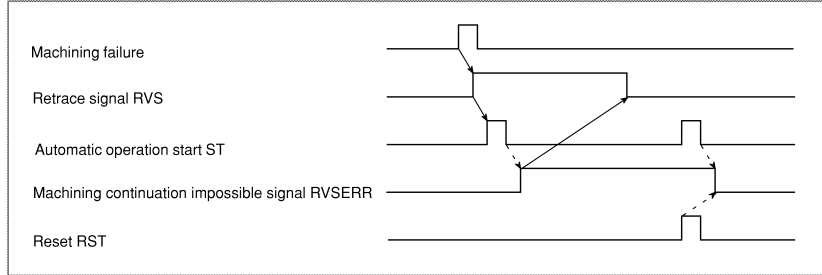 Machining failure
Retrace signal RVS
Automatic operation start ST
Machining continuation impossible signal RVSERR
Reset RST